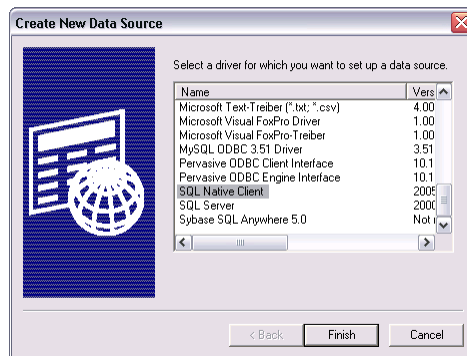 Create New Data Source
Select a driver for which you want to set up a data source.
Name Vers
Microsoft Text-Treiber (*.txt; *.csv) 4.00
Microsoft Visual FoxPro Driver 1.00
Microsoft Visual FoxPro-Treiber 1.00
MySQL ODBC 3.51 Driver 3.51
Pervasive ODBC Client Interface 10.1
Pervasive ODBC Engine Interface 10.1
SQL Native Client 2005
SQL Server 2000
Sybase SQL Anywhere 5.0 Not
< Back Finish Cancel